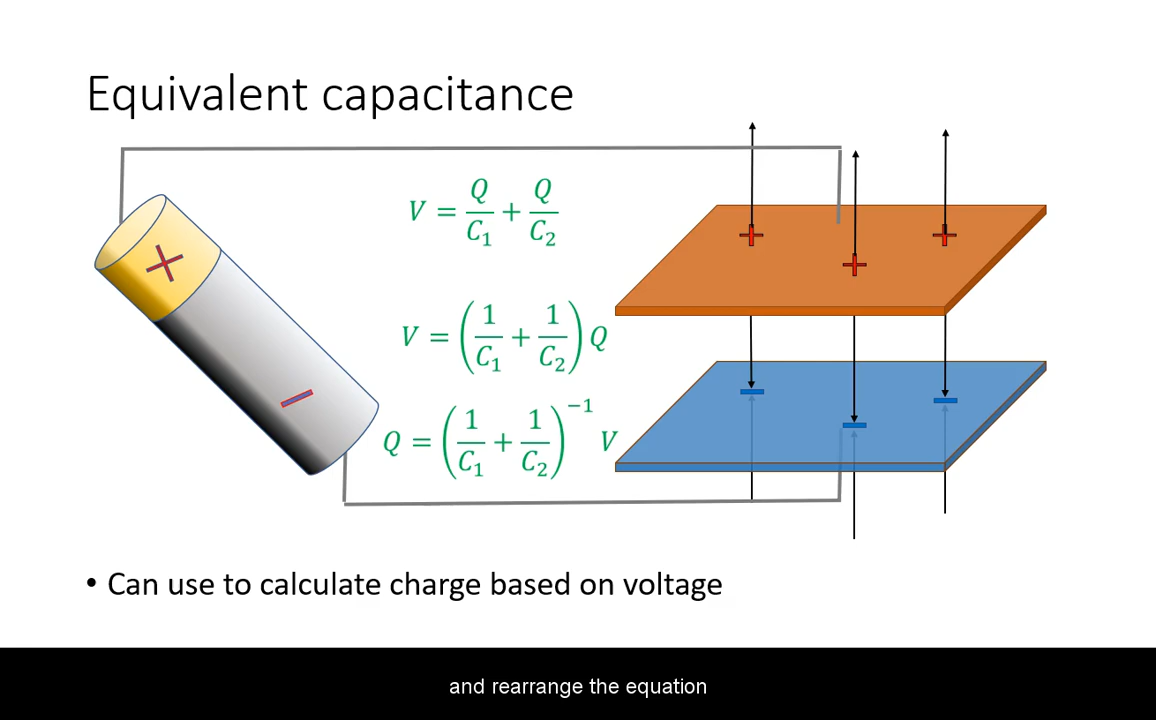 Equivalent capacitance
V = Q/C₁ + Q/C₂
V = (1/C₁ + 1/C₂) Q
Q = (1/C₁ + 1/C₂)⁻¹ V
• Can use to calculate charge based on voltage
and rearrange the equation